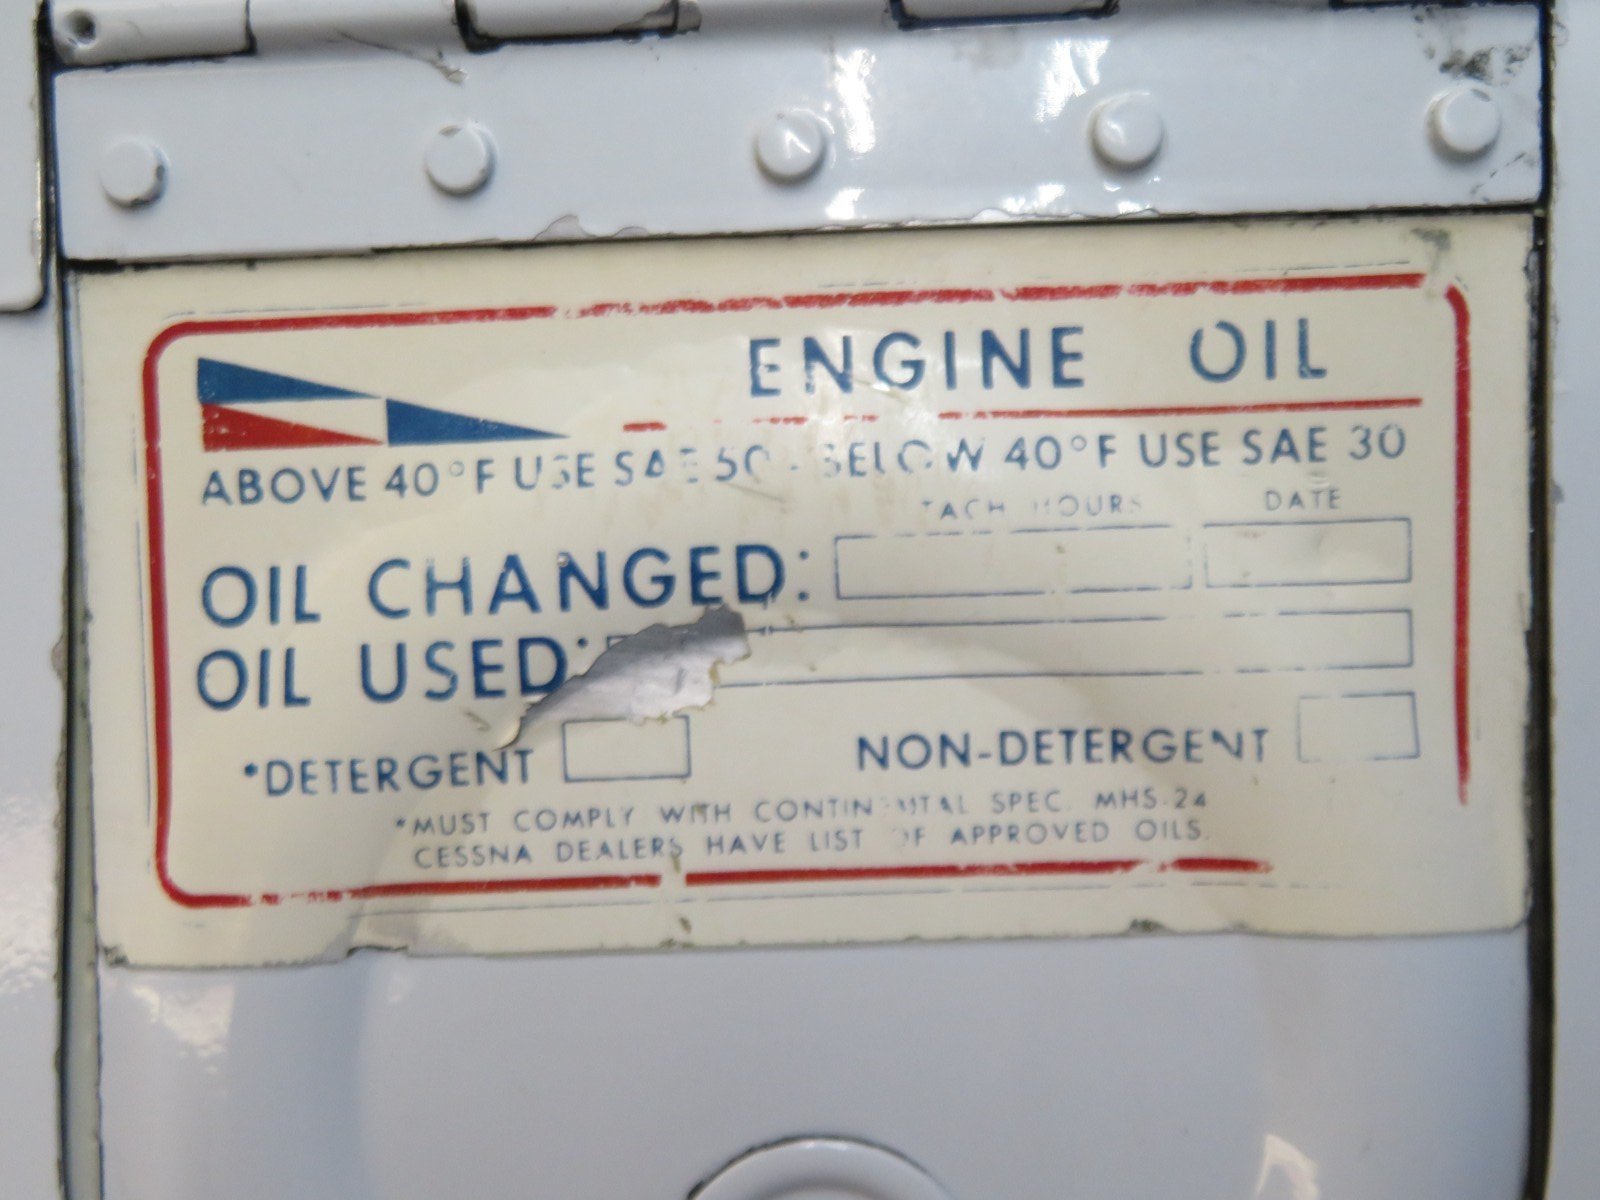 ENGINE OIL
ABOVE 40°F USE SAE 50 - BELOW 40°F USE SAE 30
TACH HOURS DATE
OIL CHANGED:
OIL USED:
*DETERGENT NON-DETERGENT
*MUST COMPLY WITH CONTINENTAL SPEC. MHS-24
CESSNA DEALERS HAVE LIST OF APPROVED OILS.